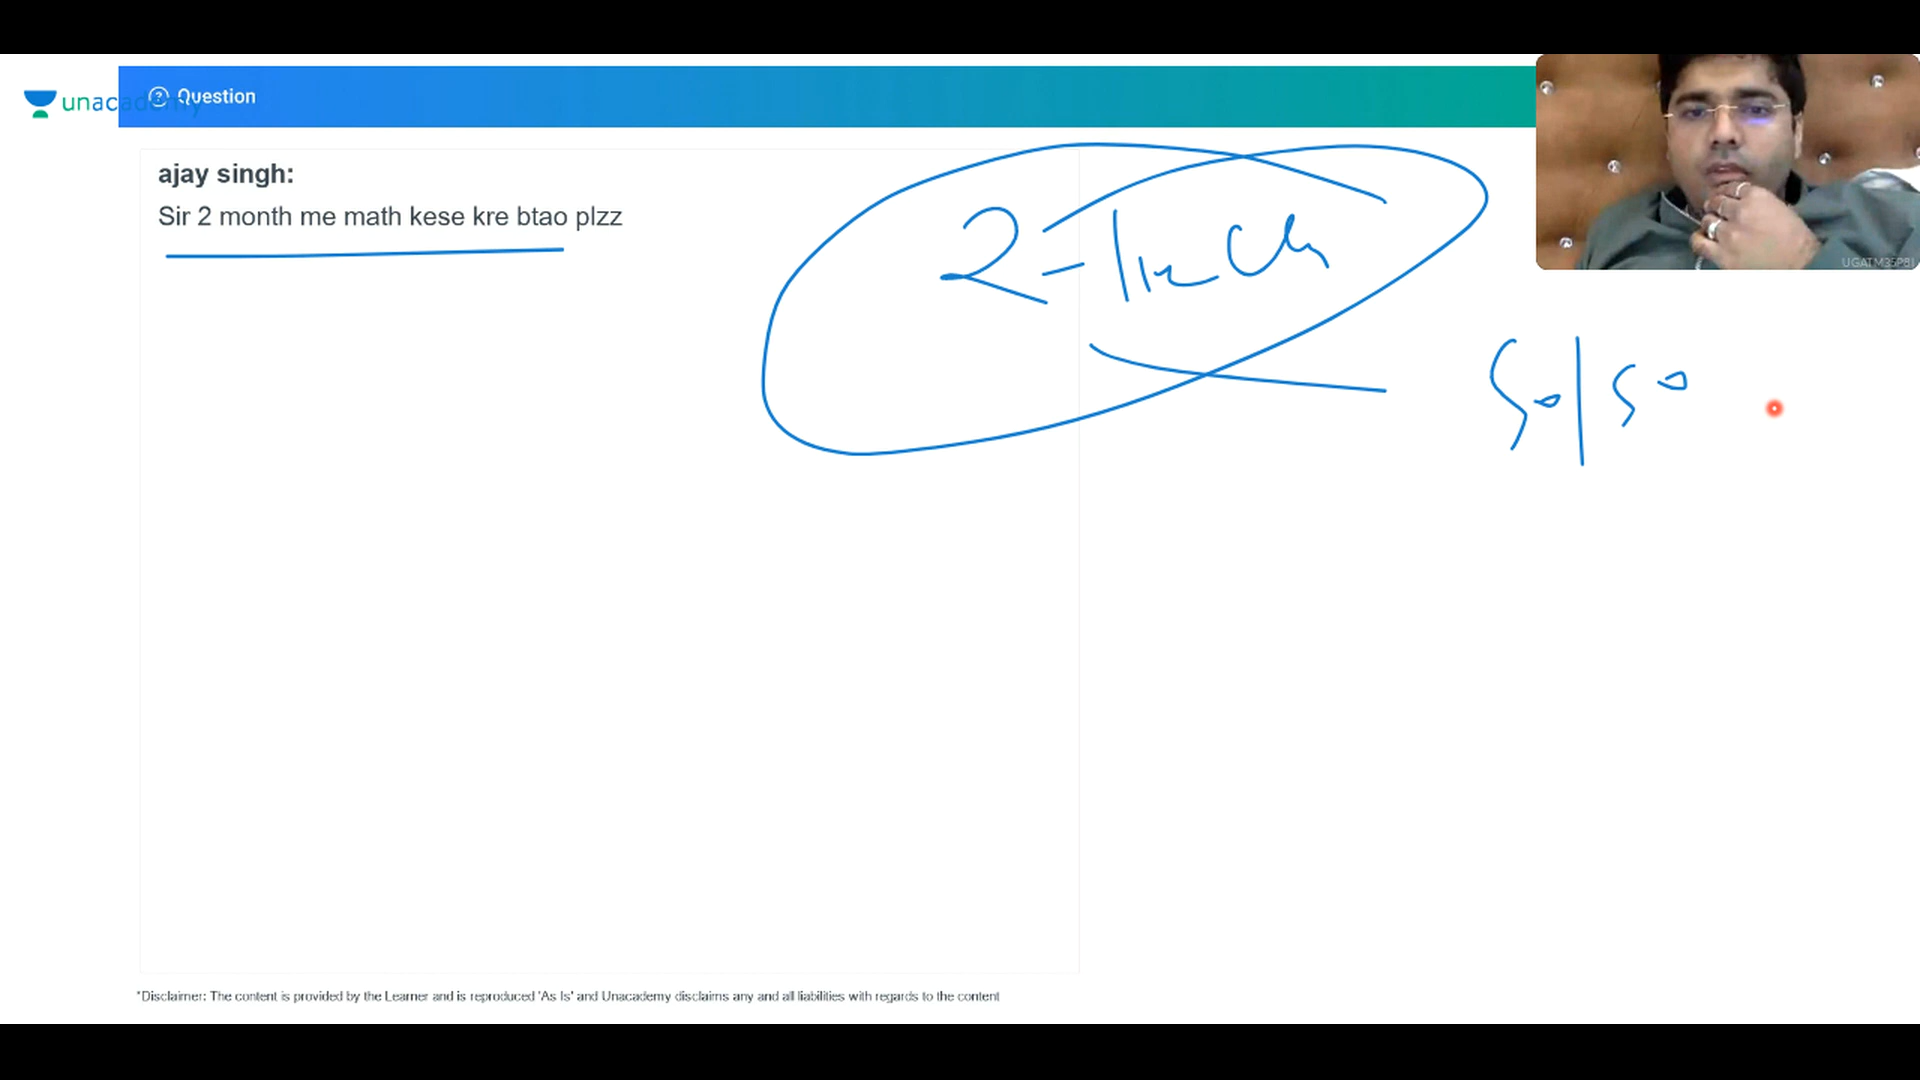 unacademy
Question
ajay singh:
Sir 2 month me math kese kre btao plzz
2 =
50 | 50
*Disclaimer: The content is provided by the Learner and is reproduced 'As Is' and Unacademy disclaims any and all liabilities with regards to the content